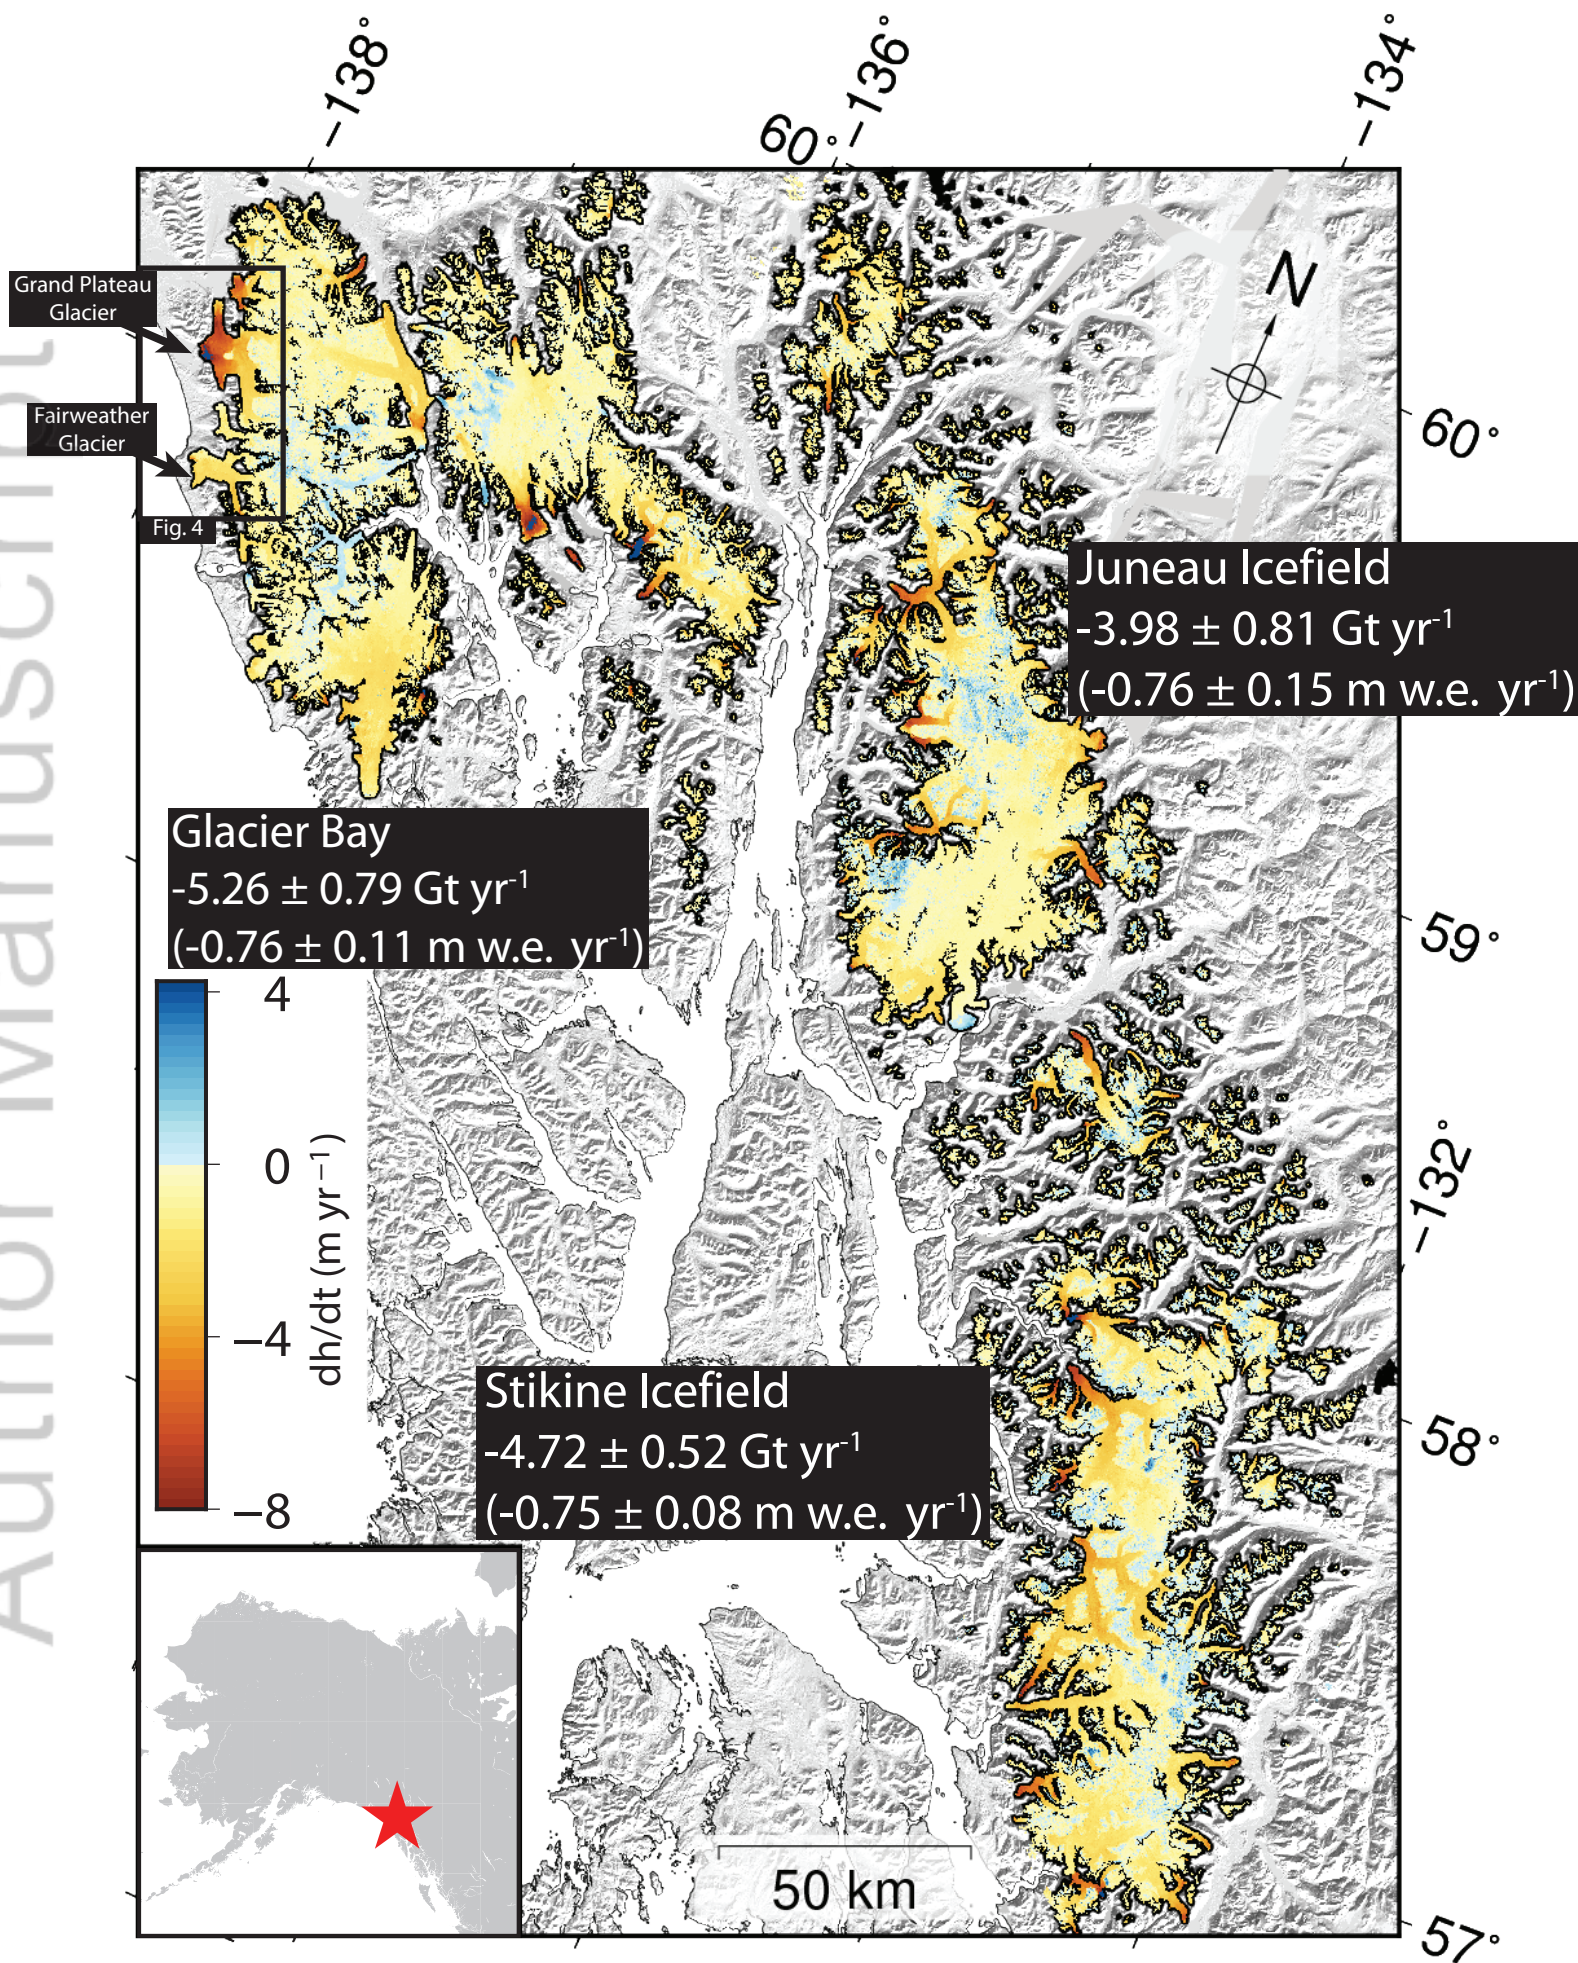 −138°
60°
−136°
−134°
Grand Plateau
Glacier
Fairweather
Glacier
Fig. 4
N
60°
Juneau Icefield
-3.98 ± 0.81 Gt yr-1
(-0.76 ± 0.15 m w.e. yr-1)
Glacier Bay
-5.26 ± 0.79 Gt yr-1
(-0.76 ± 0.11 m w.e. yr-1)
59°
4
0
−4
−8
dh/dt (m yr−1)
−132°
Stikine Icefield
-4.72 ± 0.52 Gt yr-1
(-0.75 ± 0.08 m w.e. yr-1)
58°
50 km
57°
Author Manuscript